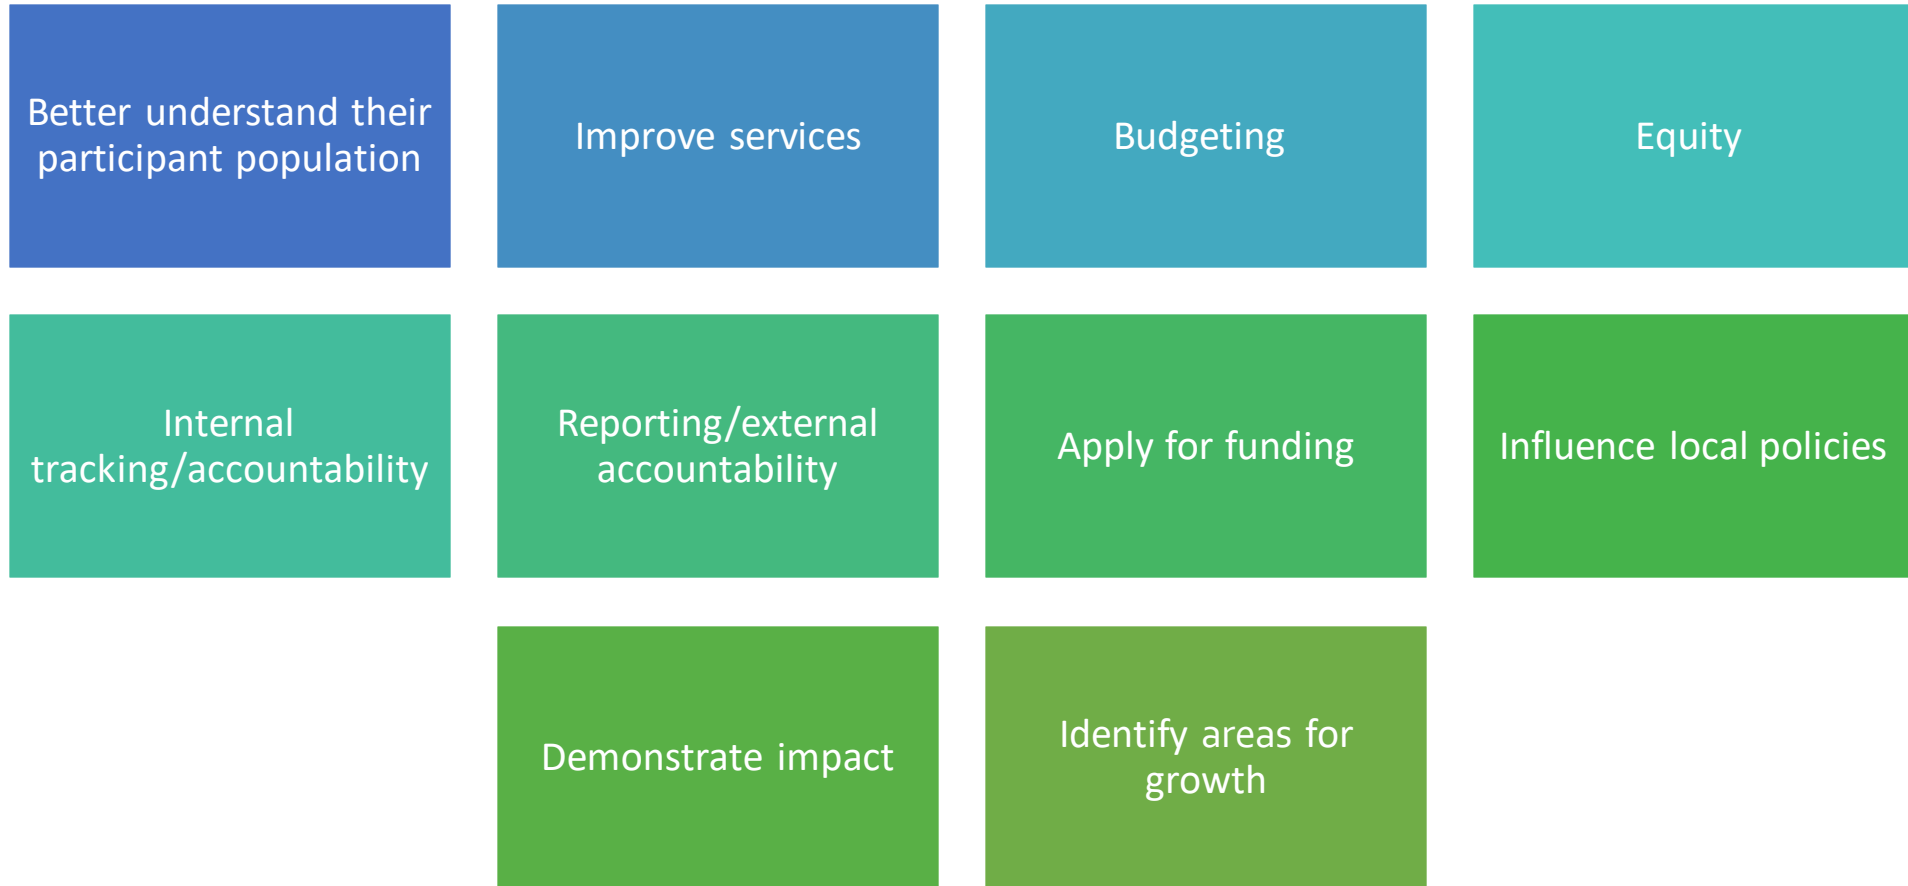 Better understand their
participant population
Improve services
Budgeting
Equity
Internal
tracking/accountability
Reporting/external
accountability
Apply for funding
Influence local policies
Demonstrate impact
Identify areas for
growth